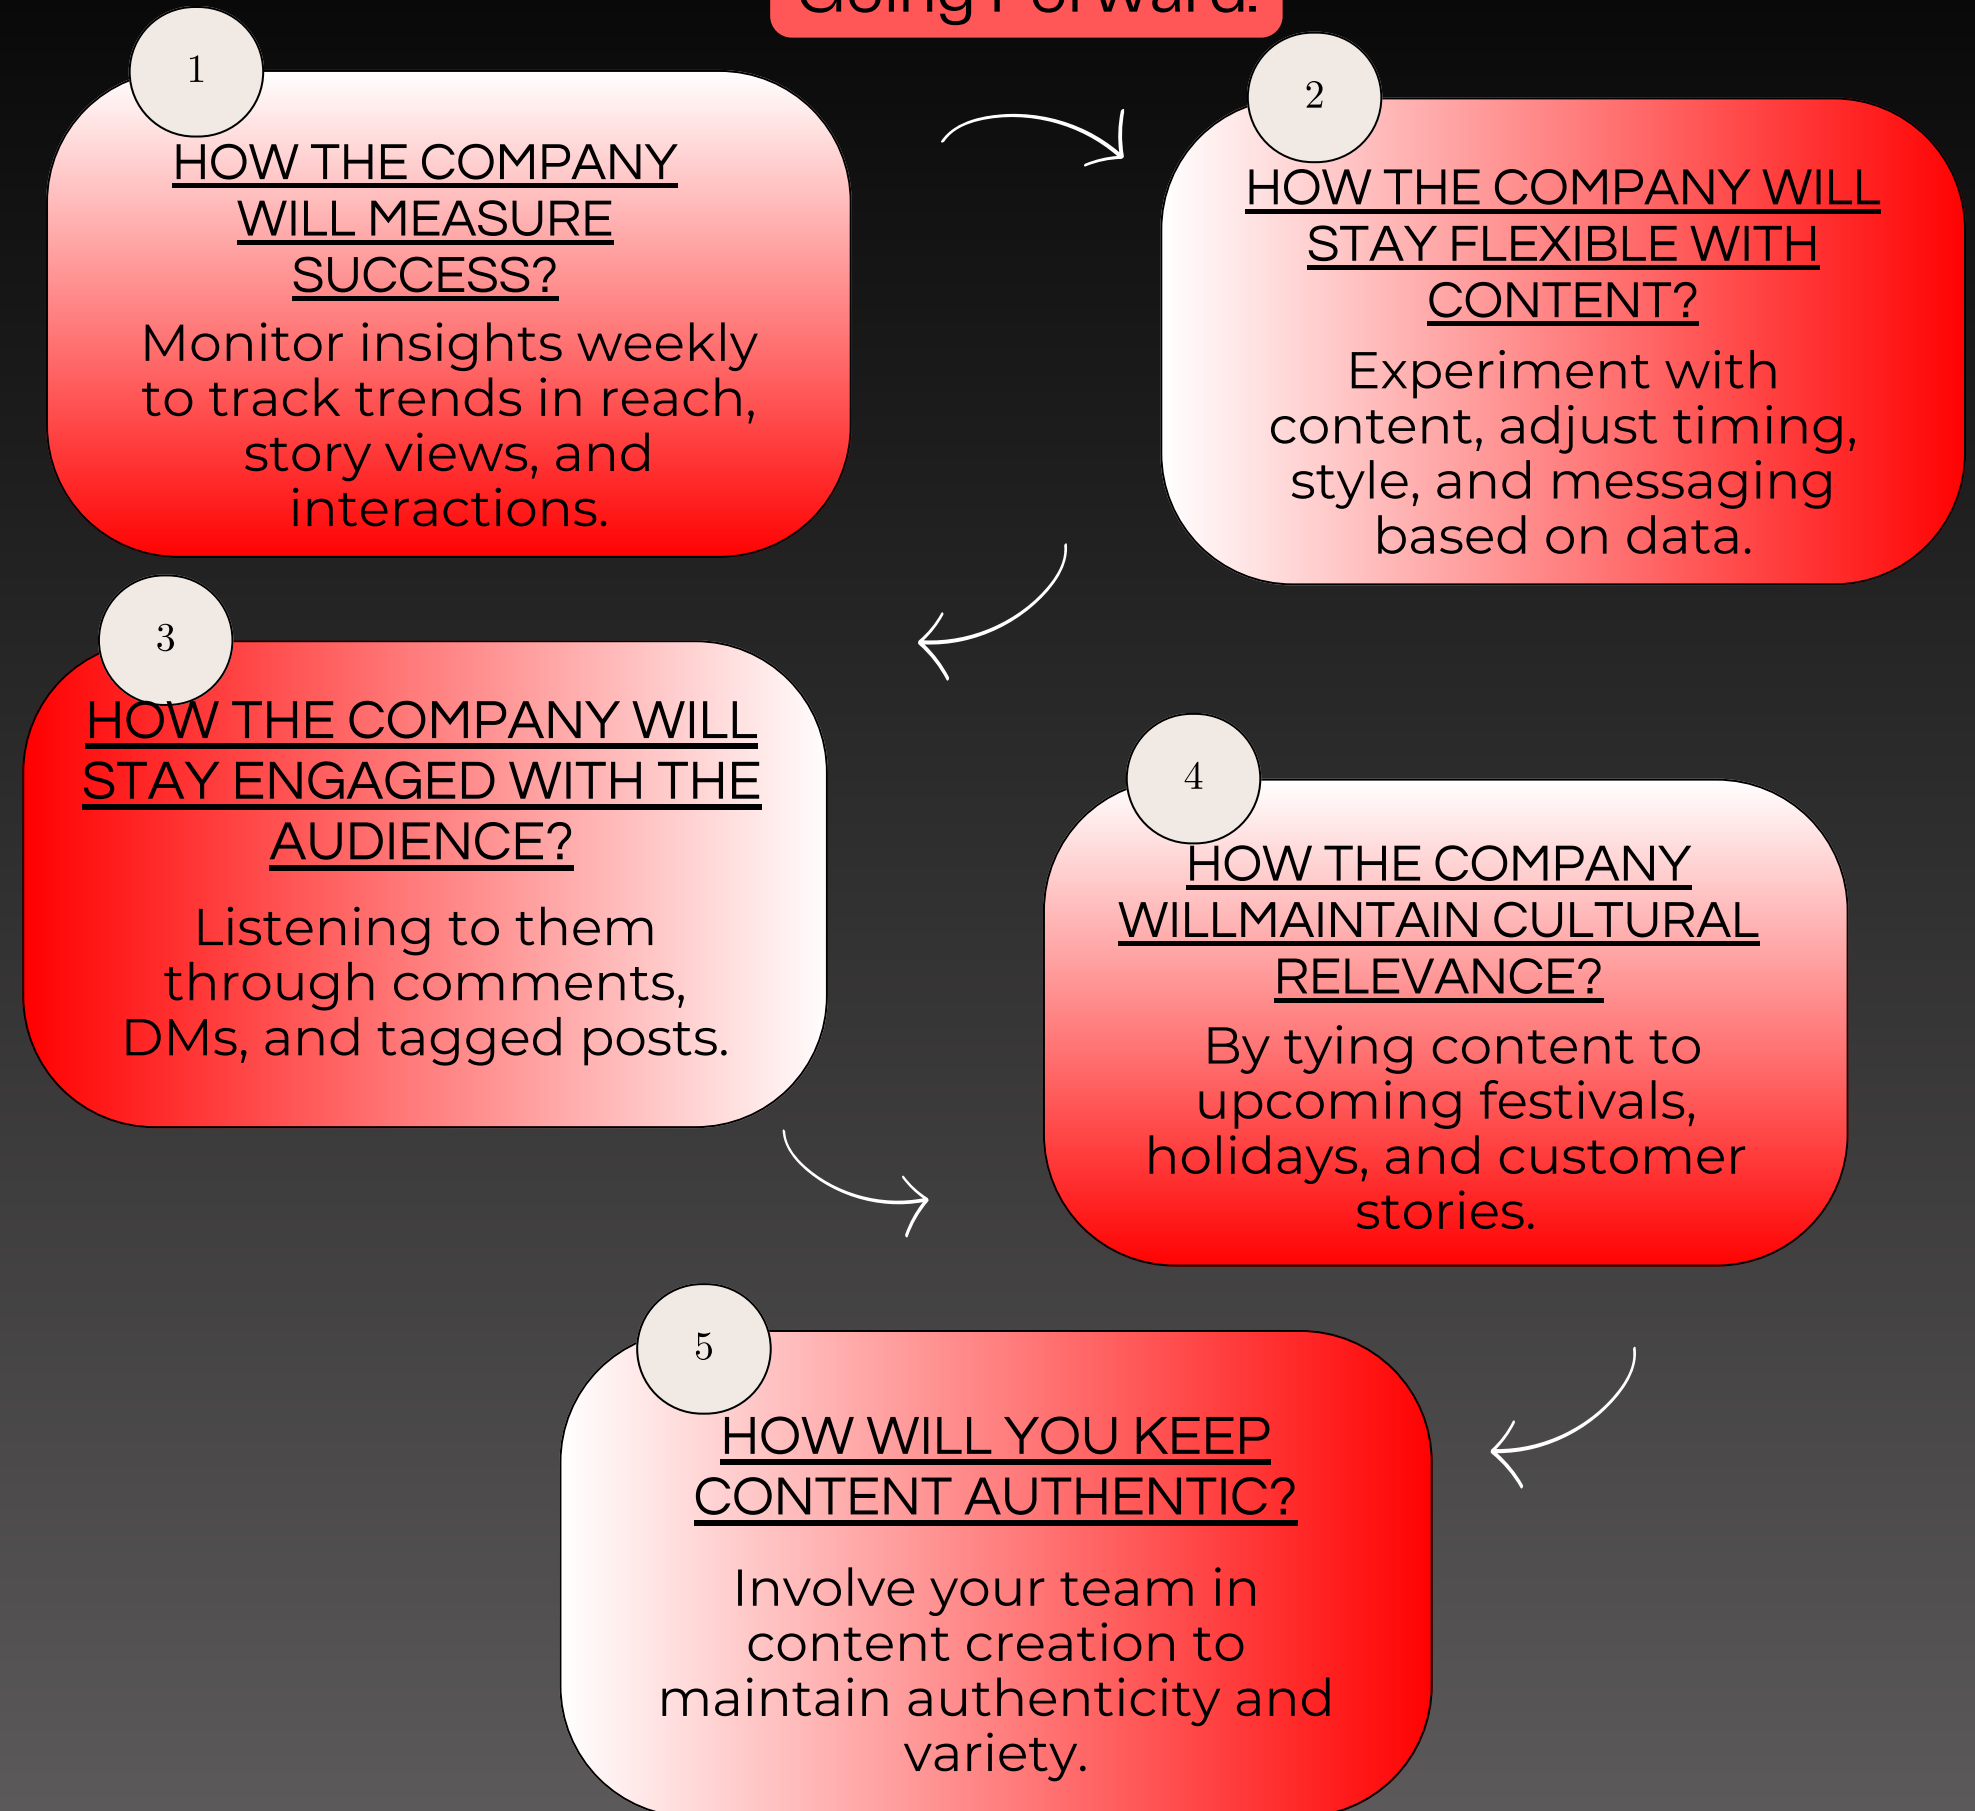 Going Forward:
1
HOW THE COMPANY
WILL MEASURE
SUCCESS?
Monitor insights weekly
to track trends in reach,
story views, and
interactions.
2
HOW THE COMPANY WILL
STAY FLEXIBLE WITH
CONTENT?
Experiment with
content, adjust timing,
style, and messaging
based on data.
3
HOW THE COMPANY WILL
STAY ENGAGED WITH THE
AUDIENCE?
Listening to them
through comments,
DMs, and tagged posts.
4
HOW THE COMPANY
WILLMAINTAIN CULTURAL
RELEVANCE?
By tying content to
upcoming festivals,
holidays, and customer
stories.
5
HOW WILL YOU KEEP
CONTENT AUTHENTIC?
Involve your team in
content creation to
maintain authenticity and
variety.